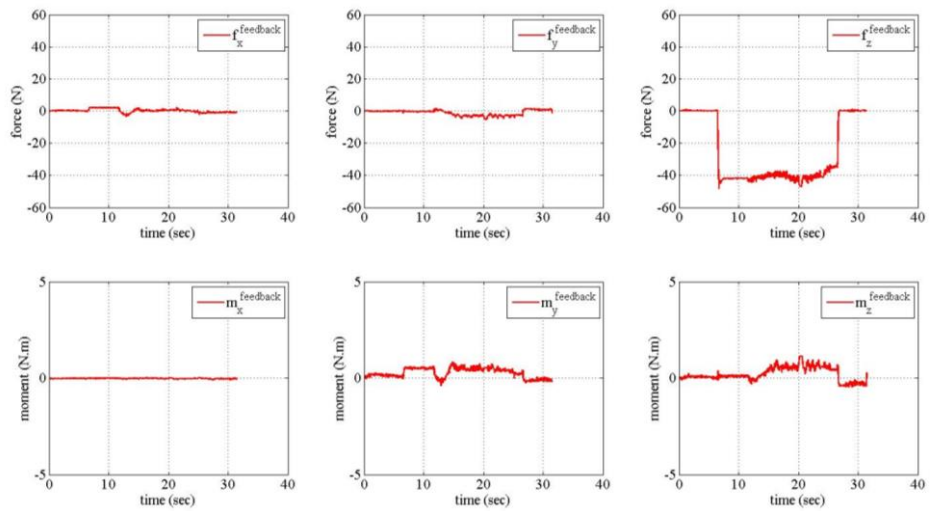 60
40
20
0
-20
-40
-60
force (N)
0 10 20 30 40
time (sec)
f_x^feedback
60
40
20
0
-20
-40
-60
force (N)
0 10 20 30 40
time (sec)
f_y^feedback
60
40
20
0
-20
-40
-60
force (N)
0 10 20 30 40
time (sec)
f_z^feedback
5
0
-5
moment (N.m)
0 10 20 30 40
time (sec)
m_x^feedback
5
0
-5
moment (N.m)
0 10 20 30 40
time (sec)
m_y^feedback
5
0
-5
moment (N.m)
0 10 20 30 40
time (sec)
m_z^feedback